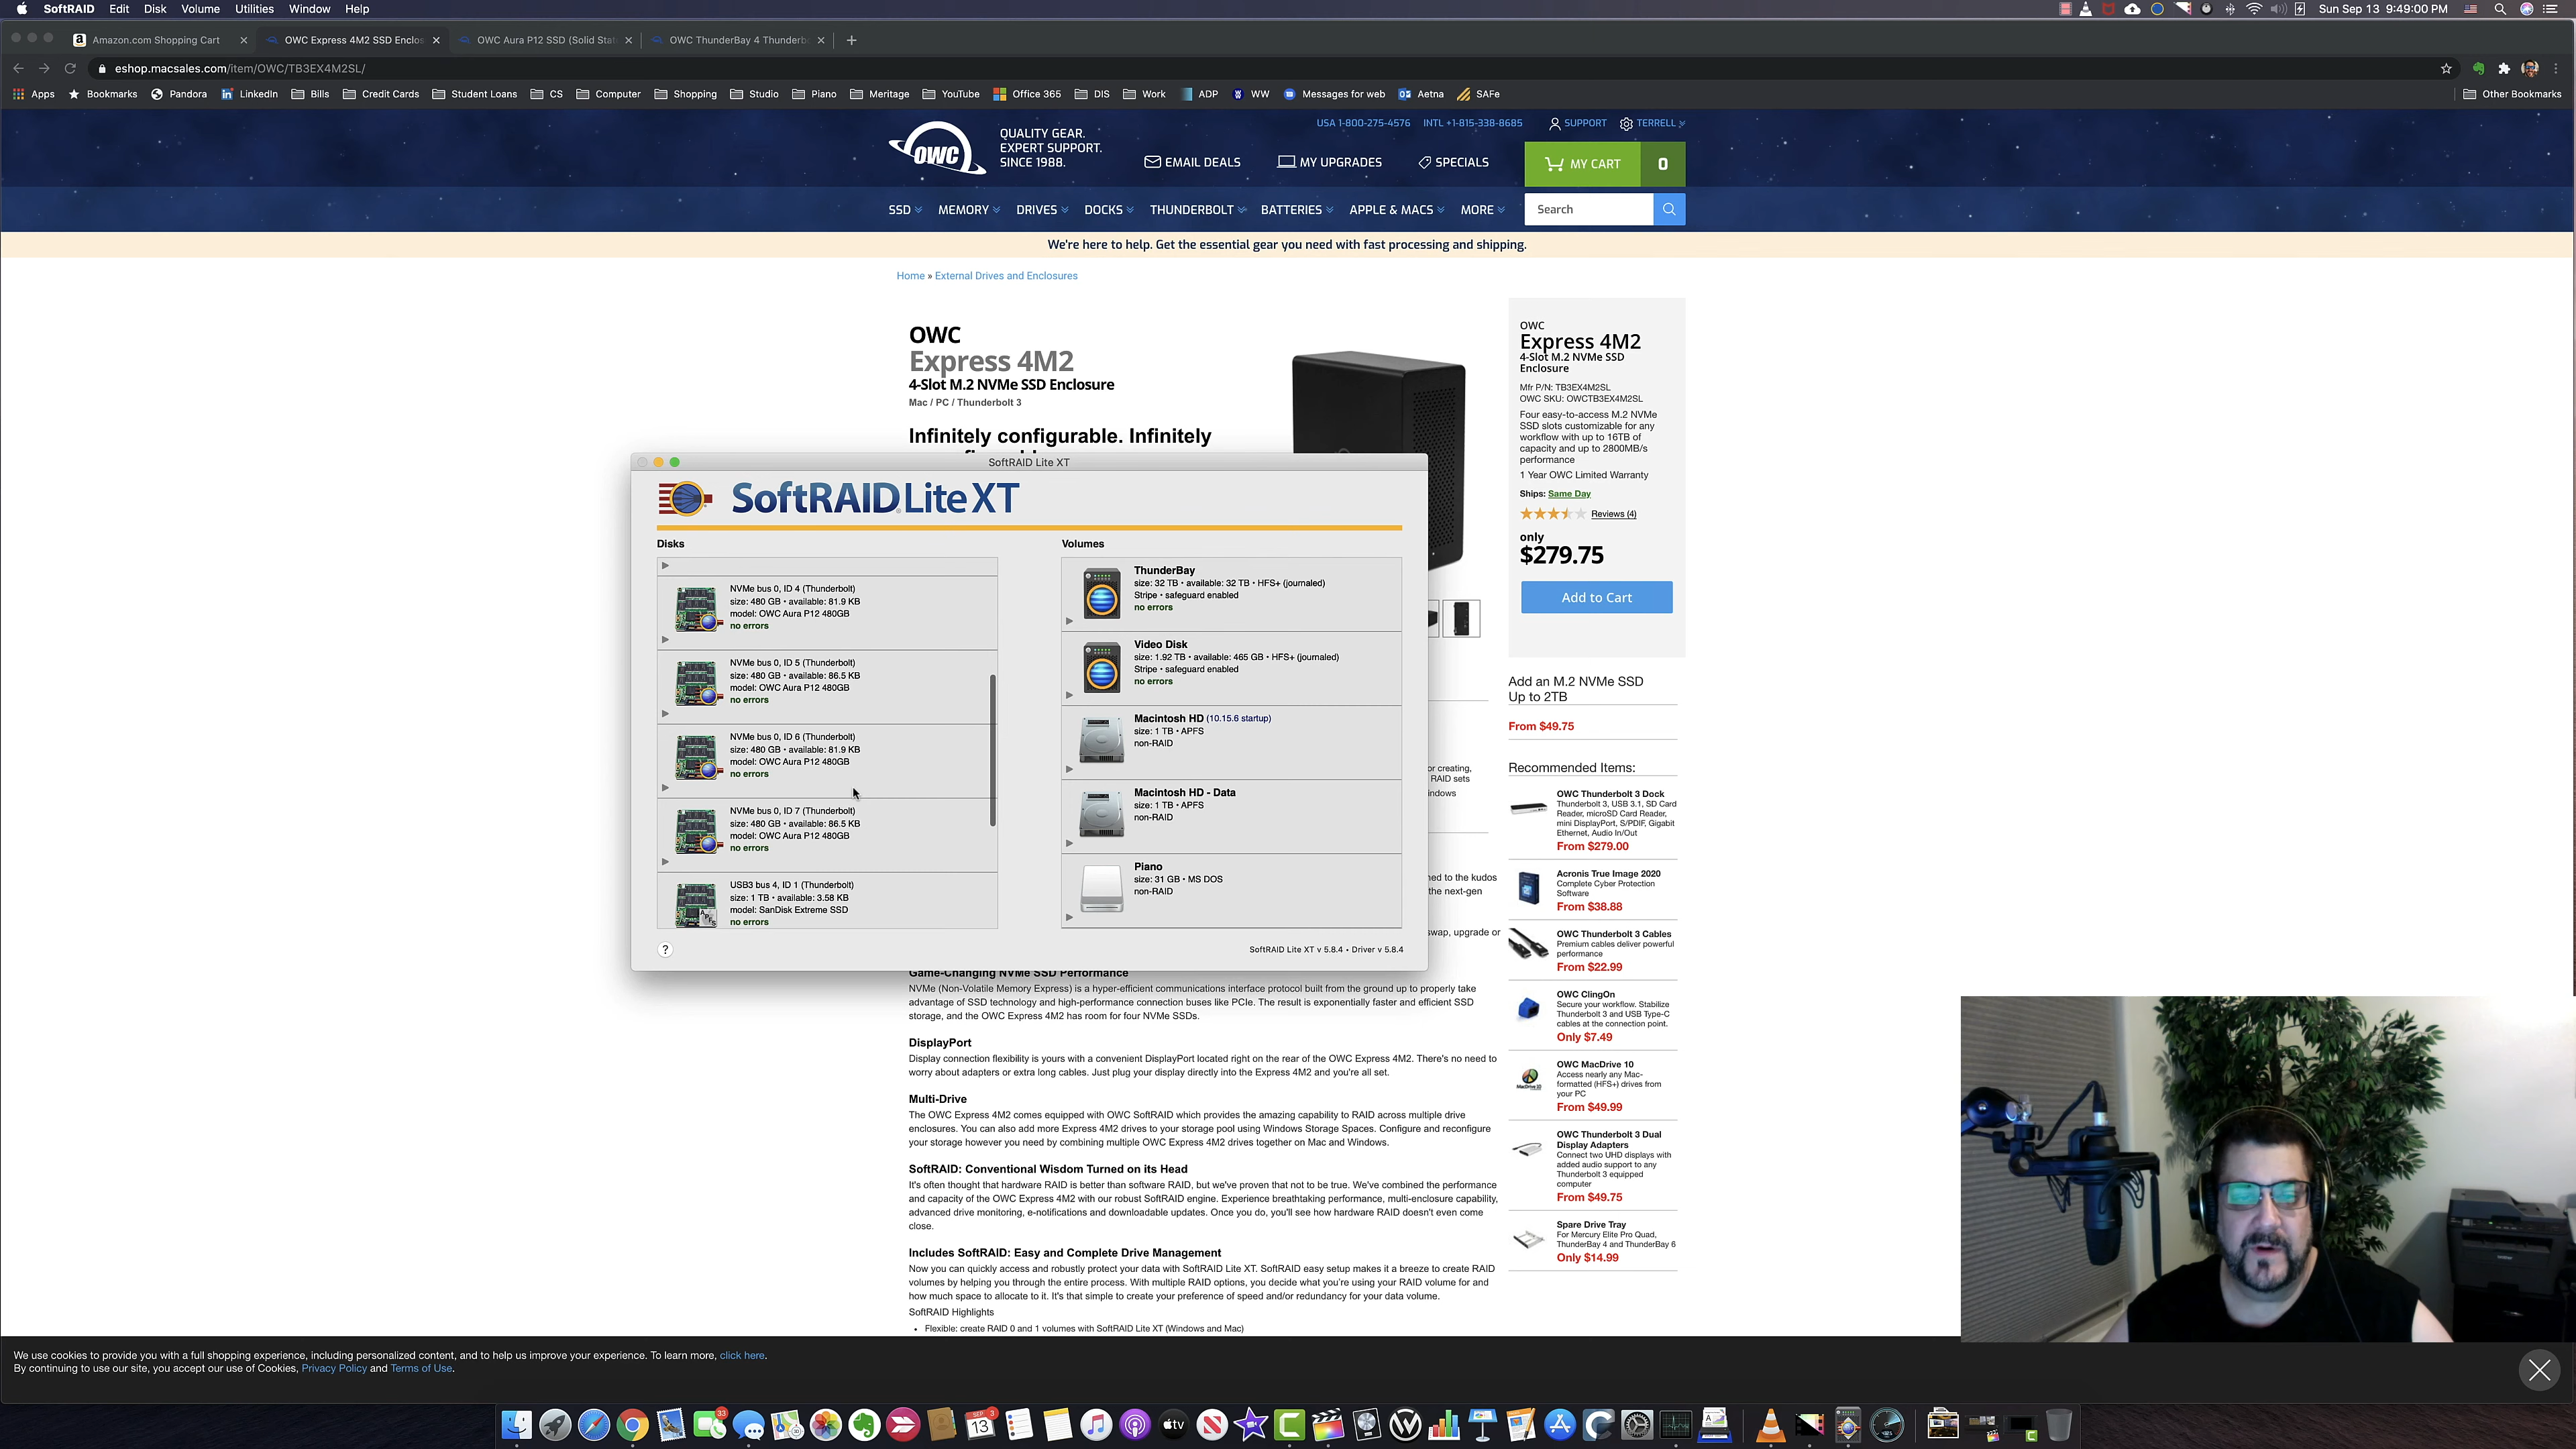 SoftRAID Edit Disk Volume Utilities Window Help
Sun Sep 13 9:49:00 PM
Amazon.com Shopping Cart
OWC Express 4M2 SSD Enclos
OWC Aura P12 SSD (Solid Stat
OWC ThunderBay 4 Thunderb
eshop.macsales.com/item/OWC/TB3EX4M2SL/
Apps Bookmarks Pandora LinkedIn Bills Credit Cards Student Loans CS Computer Shopping Studio Piano Meritage YouTube Office 365 DIS Work ADP WW Messages for web Aetna SAFe Other Bookmarks
USA 1-800-275-4576 INTL +1-815-338-8685 SUPPORT TERRELL
OWC
QUALITY GEAR.
EXPERT SUPPORT.
SINCE 1988.
EMAIL DEALS MY UPGRADES SPECIALS MY CART 0
SSD MEMORY DRIVES DOCKS THUNDERBOLT BATTERIES APPLE & MACS MORE Search
We're here to help. Get the essential gear you need with fast processing and shipping.
Home » External Drives and Enclosures
OWC
Express 4M2
4-Slot M.2 NVMe SSD Enclosure
Mac / PC / Thunderbolt 3
Infinitely configurable. Infinitely
OWC
Express 4M2
4-Slot M.2 NVMe SSD
Enclosure
Mfr P/N: TB3EX4M2SL
OWC SKU: OWCTB3EX4M2SL
Four easy-to-access M.2 NVMe
SSD slots customizable for any
workflow with up to 16TB of
capacity and up to 2800MB/s
performance
1 Year OWC Limited Warranty
Ships: Same Day
Reviews (4)
only
$279.75
Add to Cart
Add an M.2 NVMe SSD
Up to 2TB
From $49.75
Recommended Items:
OWC Thunderbolt 3 Dock
Thunderbolt 3, USB 3.1, SD Card
Reader, microSD Card Reader,
mini DisplayPort, S/PDIF, Gigabit
Ethernet, Audio In/Out
From $279.00
Acronis True Image 2020
Complete Cyber Protection
Software
From $38.88
OWC Thunderbolt 3 Cables
Premium cables deliver powerful
performance
From $22.99
OWC ClingOn
Secure your workflow. Stabilize
Thunderbolt 3 and USB Type-C
cables at the connection point.
Only $7.49
OWC MacDrive 10
Access nearly any Mac-
formatted (HFS+) drives from
your PC
From $49.99
OWC Thunderbolt 3 Dual
Display Adapters
Connect two UHD displays with
added audio support to any
Thunderbolt 3 equipped
computer
From $49.75
Spare Drive Tray
For Mercury Elite Pro Quad,
ThunderBay 4 and ThunderBay 6
Only $14.99
SoftRAID Lite XT
SoftRAID Lite XT
Disks
NVMe bus 0, ID 4 (Thunderbolt)
size: 480 GB • available: 81.9 KB
model: OWC Aura P12 480GB
no errors
NVMe bus 0, ID 5 (Thunderbolt)
size: 480 GB • available: 86.5 KB
model: OWC Aura P12 480GB
no errors
NVMe bus 0, ID 6 (Thunderbolt)
size: 480 GB • available: 81.9 KB
model: OWC Aura P12 480GB
no errors
NVMe bus 0, ID 7 (Thunderbolt)
size: 480 GB • available: 86.5 KB
model: OWC Aura P12 480GB
no errors
USB3 bus 4, ID 1 (Thunderbolt)
size: 1 TB • available: 3.58 KB
model: SanDisk Extreme SSD
no errors
Volumes
ThunderBay
size: 32 TB • available: 32 TB • HFS+ (journaled)
Stripe • safeguard enabled
no errors
Video Disk
size: 1.92 TB • available: 465 GB • HFS+ (journaled)
Stripe • safeguard enabled
no errors
Macintosh HD (10.15.6 startup)
size: 1 TB • APFS
non-RAID
Macintosh HD - Data
size: 1 TB • APFS
non-RAID
Piano
size: 31 GB • MS DOS
non-RAID
?
SoftRAID Lite XT v 5.8.4 • Driver v 5.8.4
or creating,
RAID sets
indows
ned to the kudos
the next-gen
swap, upgrade or
Game-Changing NVMe SSD Performance
NVMe (Non-Volatile Memory Express) is a hyper-efficient communications interface protocol built from the ground up to properly take
advantage of SSD technology and high-performance connection buses like PCIe. The result is exponentially faster and efficient SSD
storage, and the OWC Express 4M2 has room for four NVMe SSDs.
DisplayPort
Display connection flexibility is yours with a convenient DisplayPort located right on the rear of the OWC Express 4M2. There's no need to
worry about adapters or extra long cables. Just plug your display directly into the Express 4M2 and you're all set.
Multi-Drive
The OWC Express 4M2 comes equipped with OWC SoftRAID which provides the amazing capability to RAID across multiple drive
enclosures. You can also add more Express 4M2 drives to your storage pool using Windows Storage Spaces. Configure and reconfigure
your storage however you need by combining multiple OWC Express 4M2 drives together on Mac and Windows.
SoftRAID: Conventional Wisdom Turned on its Head
It's often thought that hardware RAID is better than software RAID, but we've proven that not to be true. We've combined the performance
and capacity of the OWC Express 4M2 with our robust SoftRAID engine. Experience breathtaking performance, multi-enclosure capability,
advanced drive monitoring, e-notifications and downloadable updates. Once you do, you'll see how hardware RAID doesn't even come
close.
Includes SoftRAID: Easy and Complete Drive Management
Now you can quickly access and robustly protect your data with SoftRAID Lite XT. SoftRAID easy setup makes it a breeze to create RAID
volumes by helping you through the entire process. With multiple RAID options, you decide what you're using your RAID volume for and
how much space to allocate to it. It's that simple to create your preference of speed and/or redundancy for your data volume.
SoftRAID Highlights
• Flexible: create RAID 0 and 1 volumes with SoftRAID Lite XT (Windows and Mac)
We use cookies to provide you with a full shopping experience, including personalized content, and to help us improve your experience. To learn more, click here.
By continuing to use our site, you accept our use of Cookies, Privacy Policy and Terms of Use.
33
SEP
13
3
tv